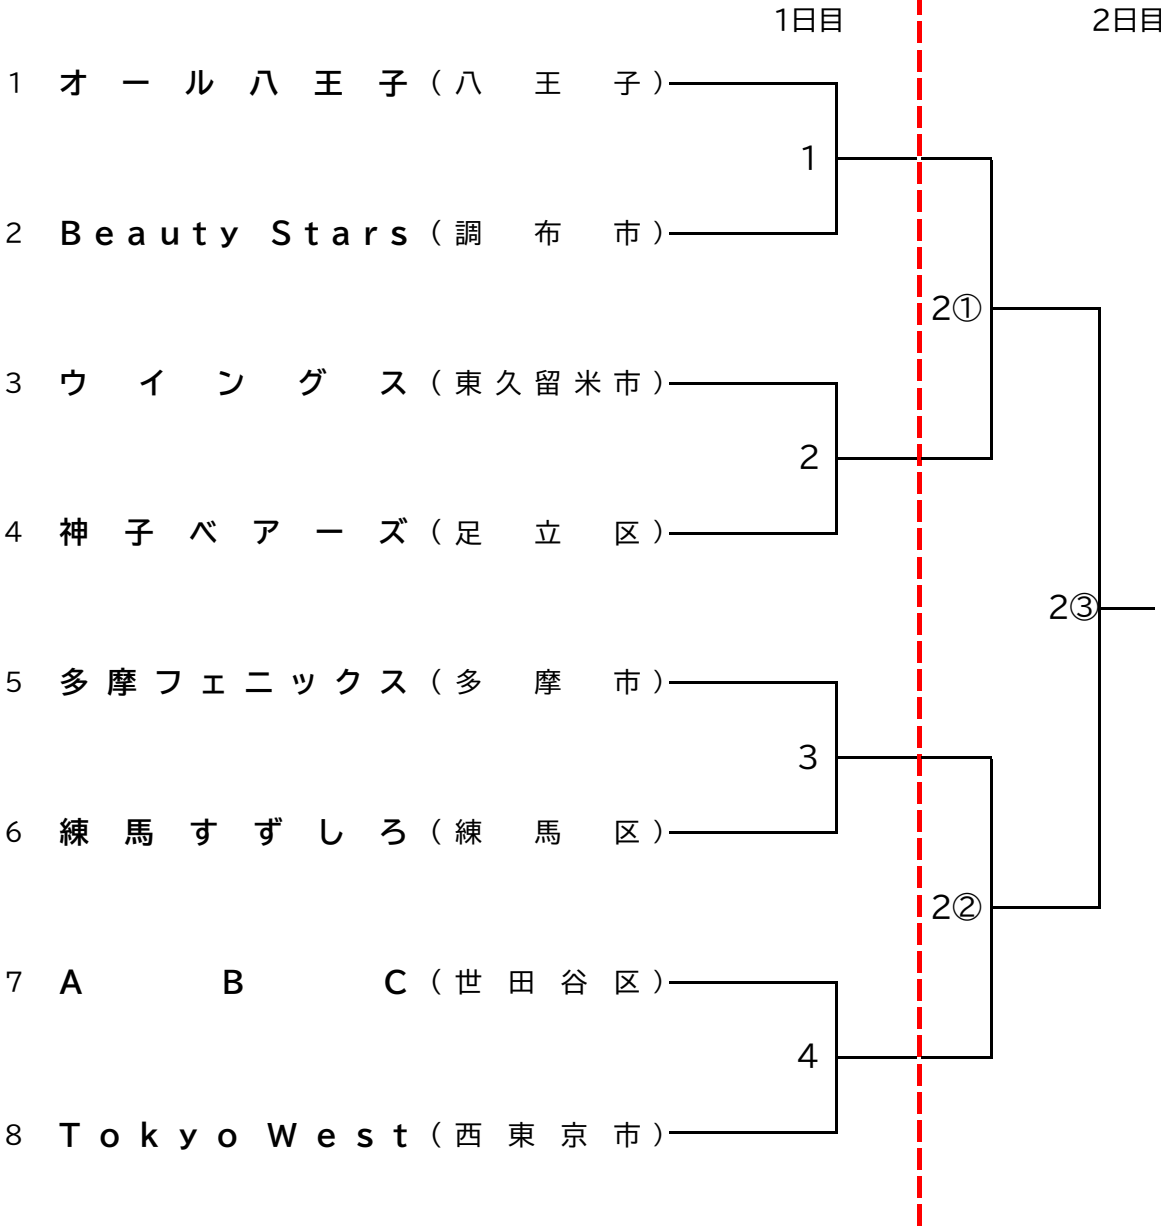 1日目 2日目
1 オール八王子(八王子)
1
2 Beauty Stars(調布市)
2①
3 ウイングス(東久留米市)
2
4 神子ベアーズ(足立区)
2③
5 多摩フェニックス(多摩市)
3
6 練馬すずしろ(練馬区)
2②
7 ABC(世田谷区)
4
8 Tokyo West(西東京市)